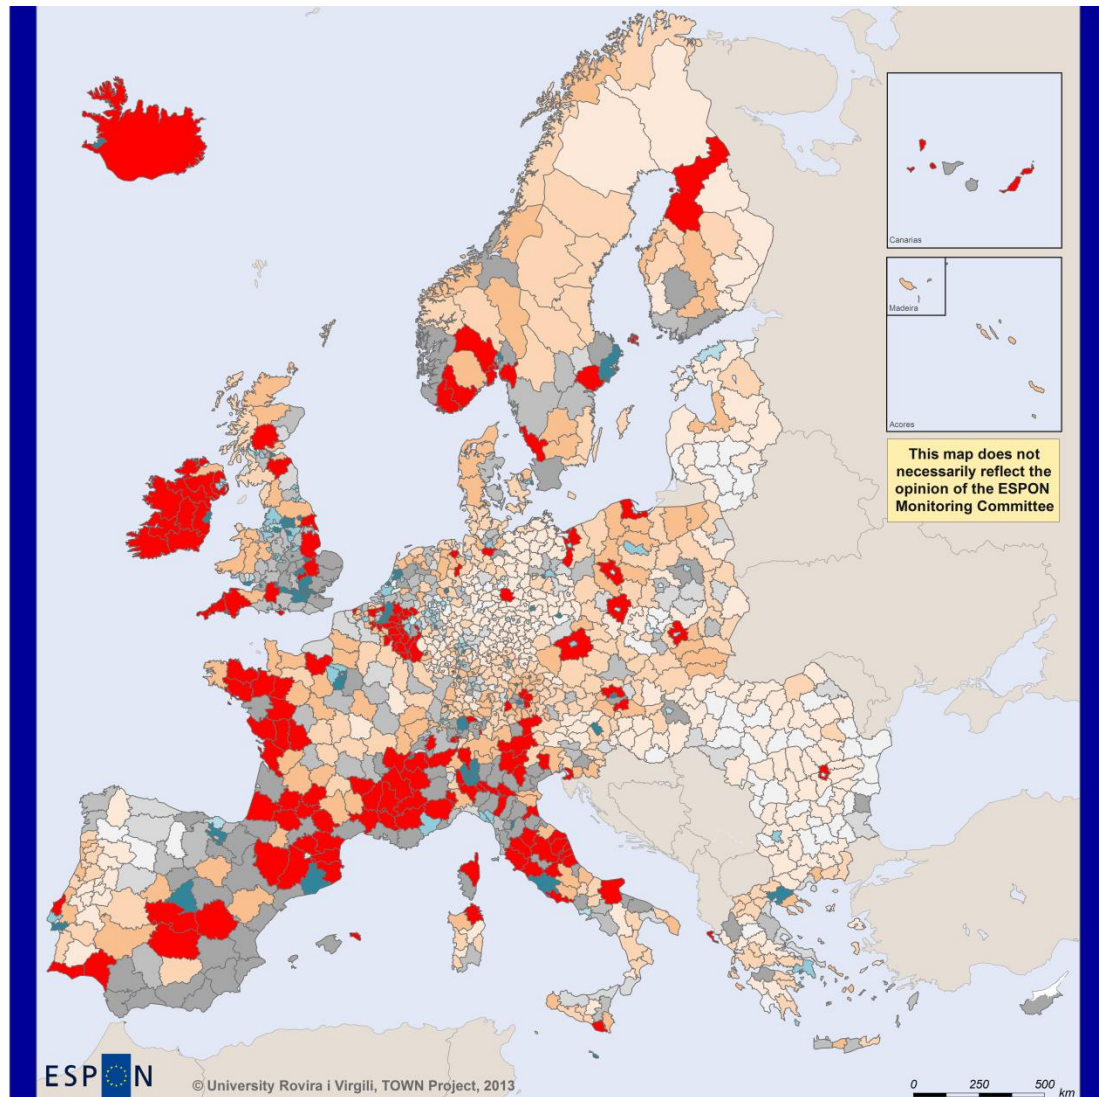 Canarias
Madeira
Acores
This map does not
necessarily reflect the
opinion of the ESPON
Monitoring Committee
ESPON
© University Rovira i Virgili, TOWN Project, 2013
0 250 500
km